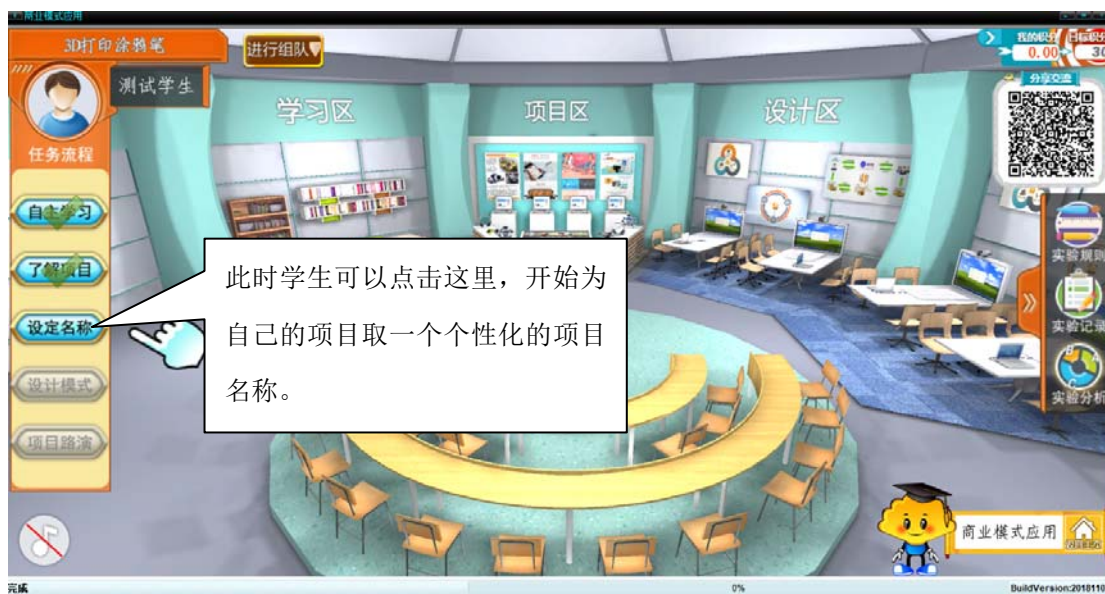 商业模式应用
3D打印涂鸦笔
进行组队
测试学生
任务流程
自主学习
了解项目
设定名称
设计模式
项目路演
学习区
项目区
设计区
此时学生可以点击这里，开始为
自己的项目取一个个性化的项目
名称。
我的积分
0.00
目标积分
30
分享交流
实验规则
实验记录
实验分析
商业模式应用
完成
0%
BuildVersion:2018110